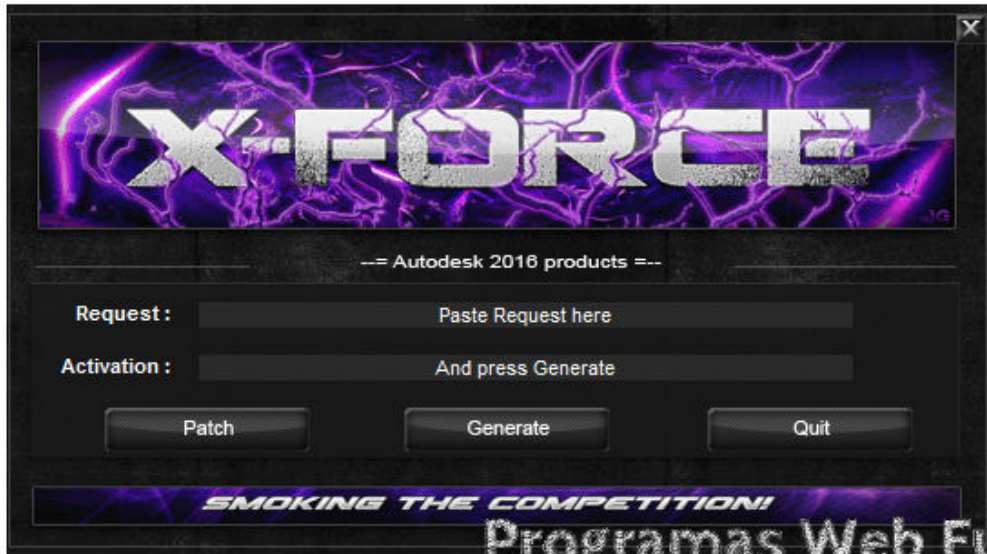 X
X-FORCE
JG
--= Autodesk 2016 products =--
Request : Paste Request here
Activation : And press Generate
Patch Generate Quit
SMOKING THE COMPETITION!
Programas Web